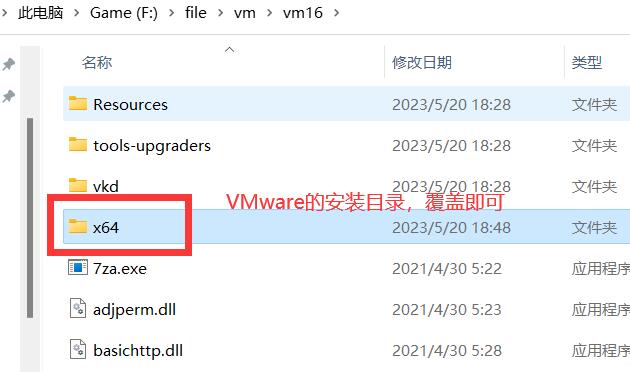 此电脑 > Game (F:) > file > vm > vm16 >
名称 修改日期 类型
Resources 2023/5/20 18:28 文件夹
tools-upgraders 2023/5/20 18:28 文件夹
vkd 2023/5/20 18:28 文件夹
VMware的安装目录，覆盖即可
x64 2023/5/20 18:48 文件夹
7za.exe 2021/4/30 5:22 应用程序
adjperm.dll 2021/4/30 5:23 应用程序
basichttp.dll 2021/4/30 5:28 应用程序